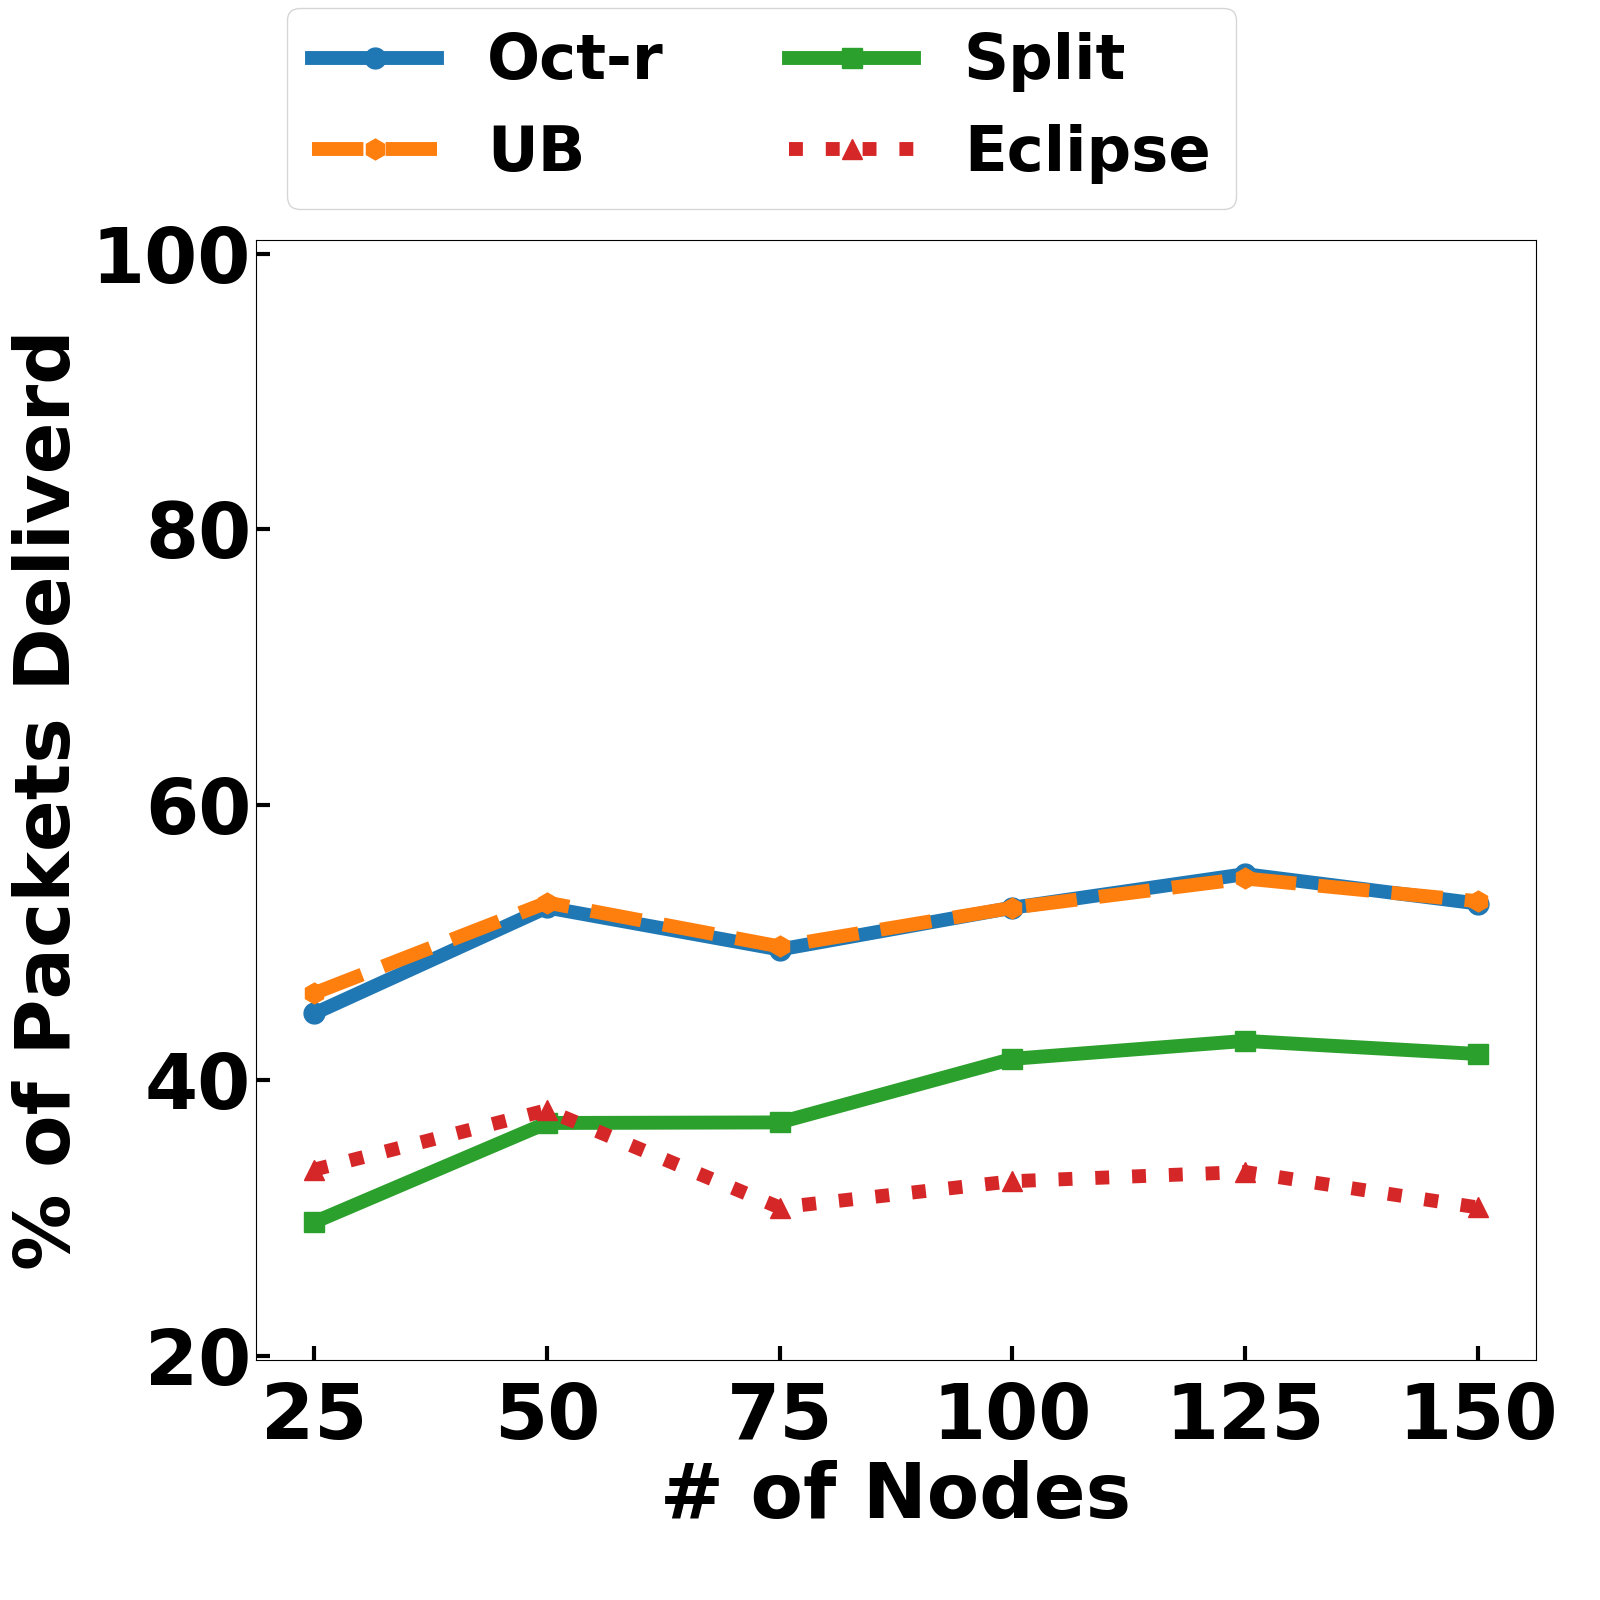 Oct-r
UB
Split
Eclipse
100
80
60
40
20
% of Packets Deliverd
25 50 75 100 125 150
# of Nodes